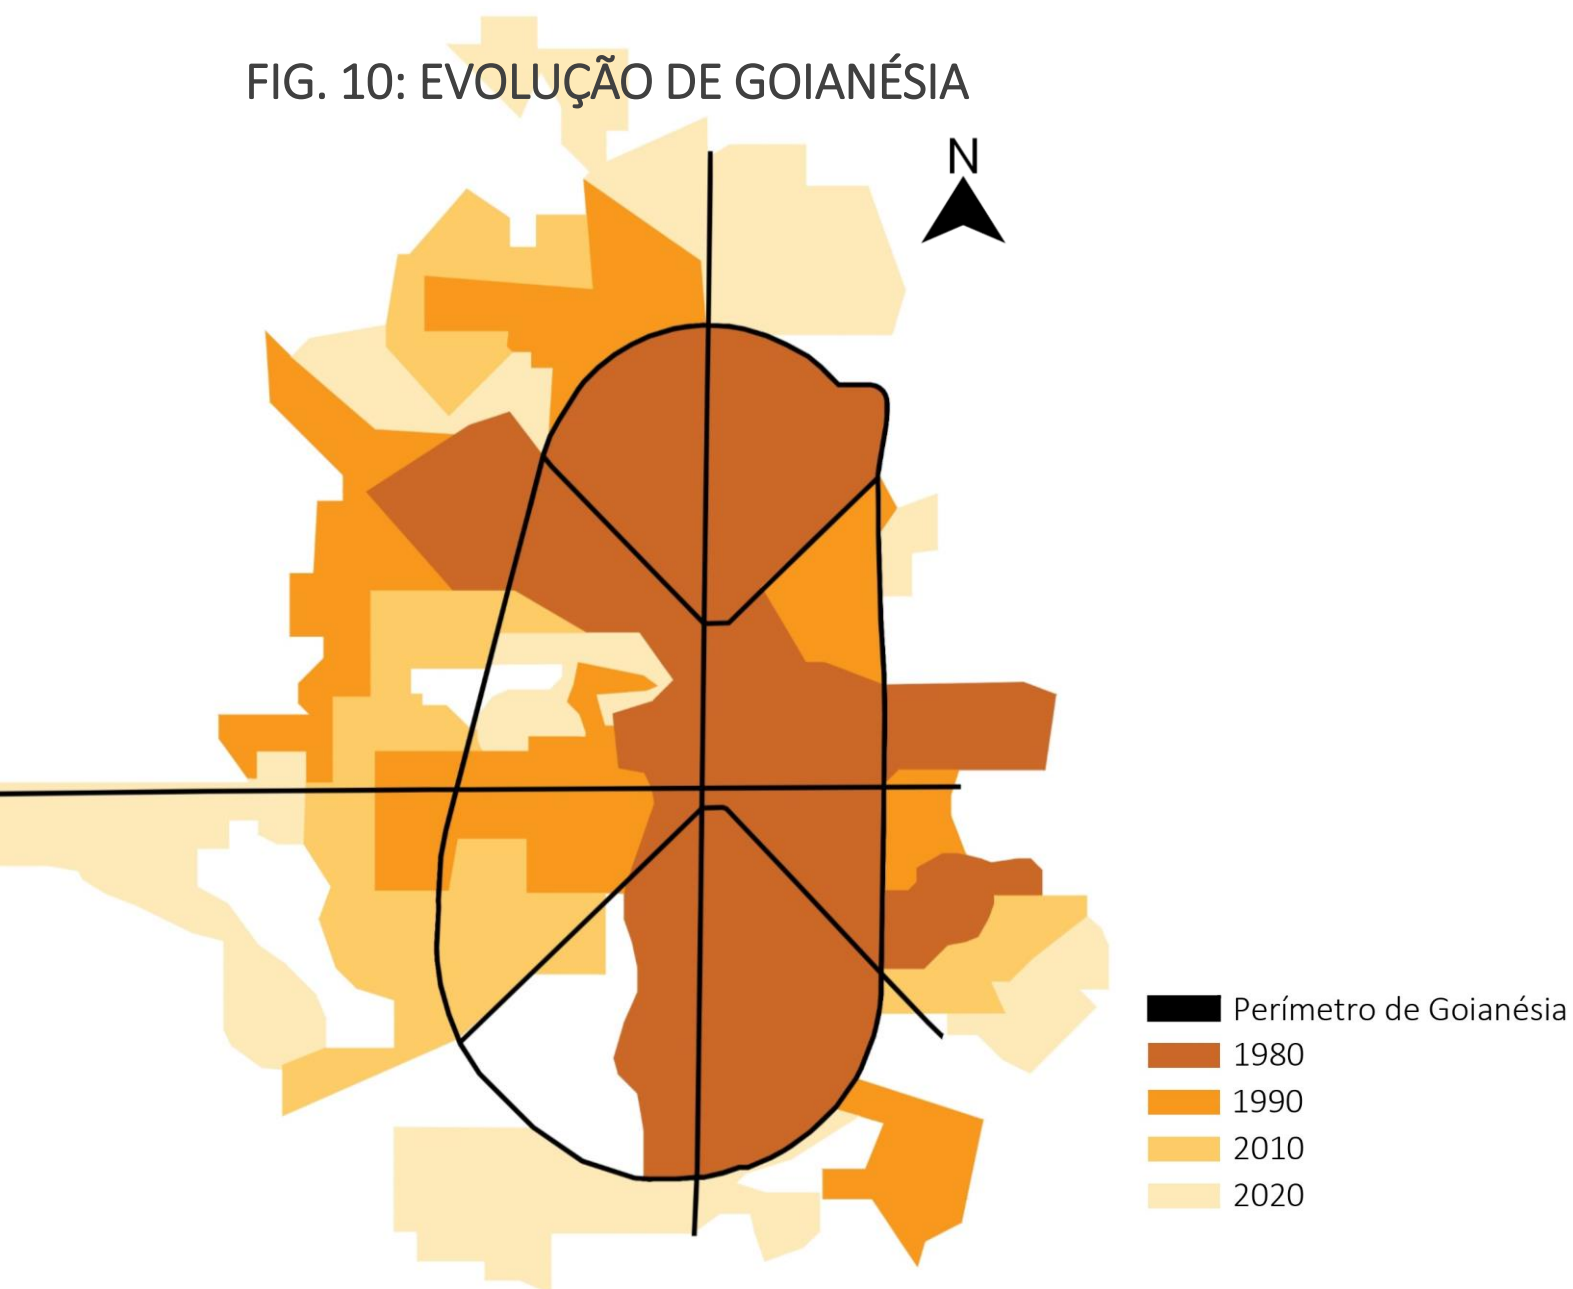 FIG. 10: EVOLUÇÃO DE GOIANÉSIA
N
Perímetro de Goianésia
1980
1990
2010
2020